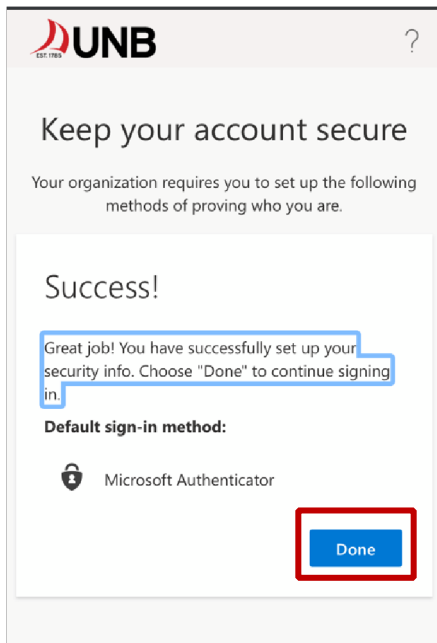 UNB
EST. 1785
?
Keep your account secure
Your organization requires you to set up the following
methods of proving who you are.
Success!
Great job! You have successfully set up your
security info. Choose "Done" to continue signing
in.
Default sign-in method:
Microsoft Authenticator
Done